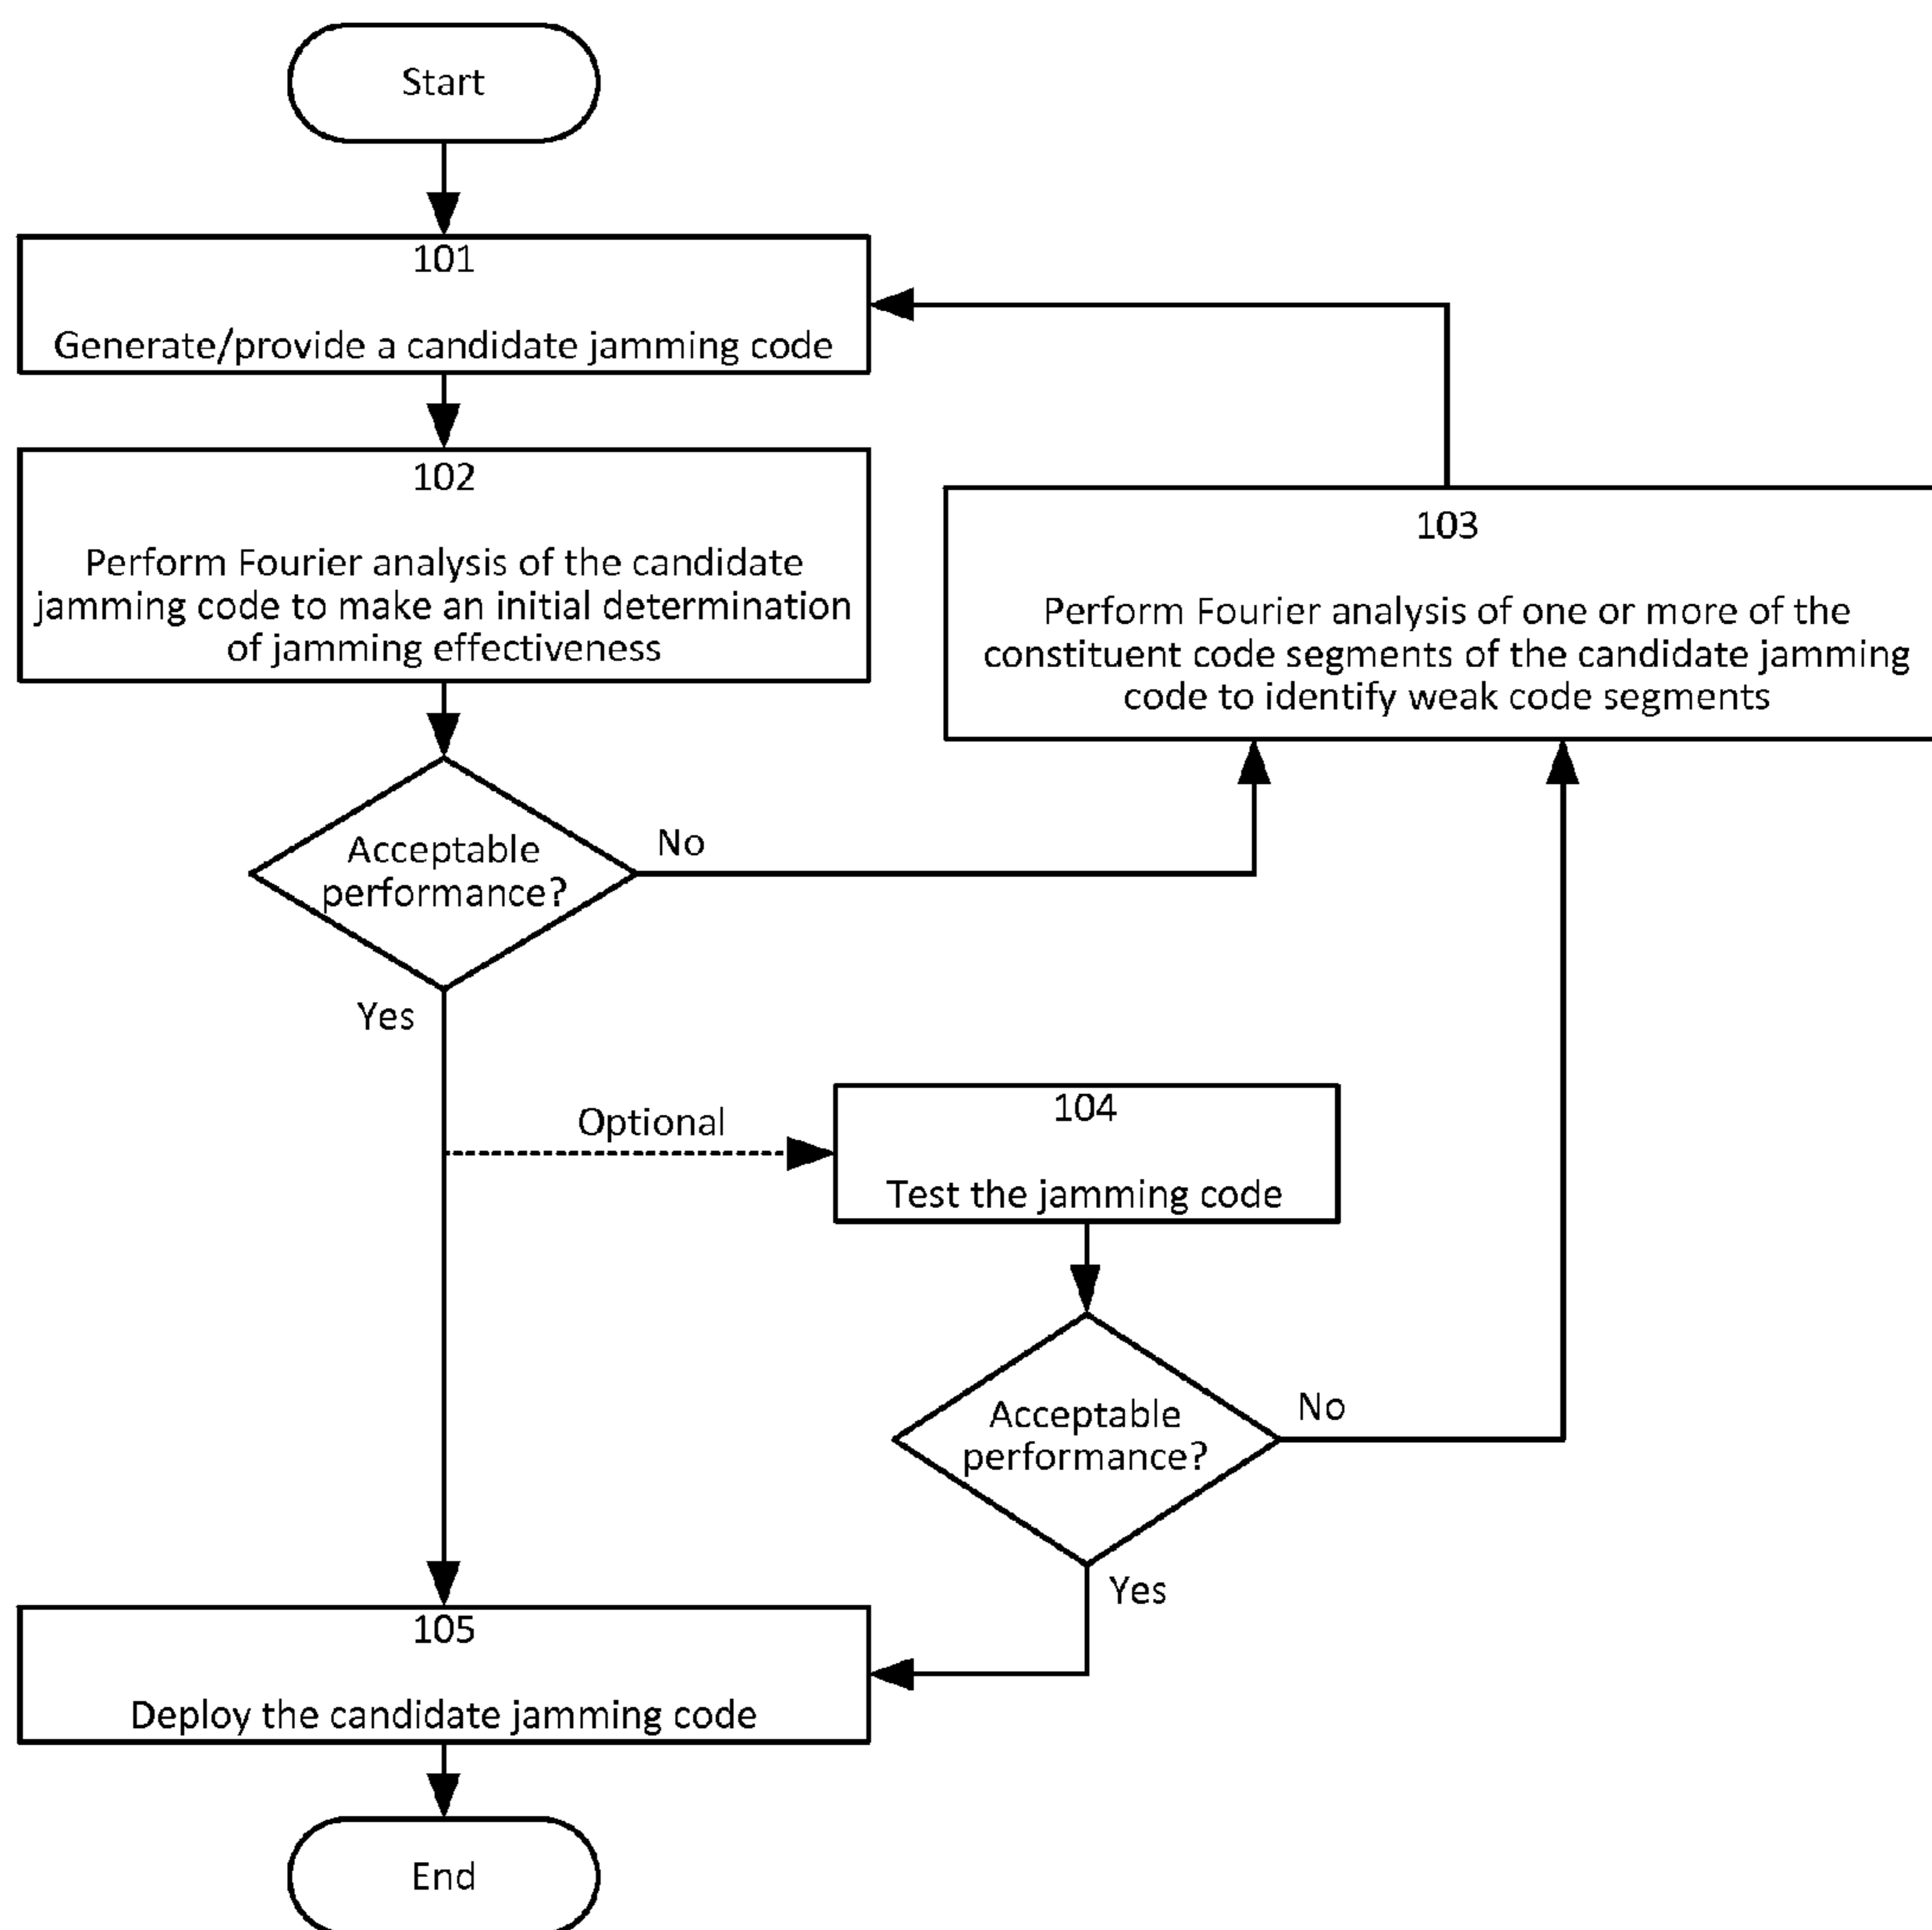 Start
101
Generate/provide a candidate jamming code
102
Perform Fourier analysis of the candidate
jamming code to make an initial determination
of jamming effectiveness
103
Perform Fourier analysis of one or more of the
constituent code segments of the candidate jamming
code to identify weak code segments
Acceptable
performance?
No
Yes
Optional
104
Test the jamming code
Acceptable
performance?
No
Yes
105
Deploy the candidate jamming code
End